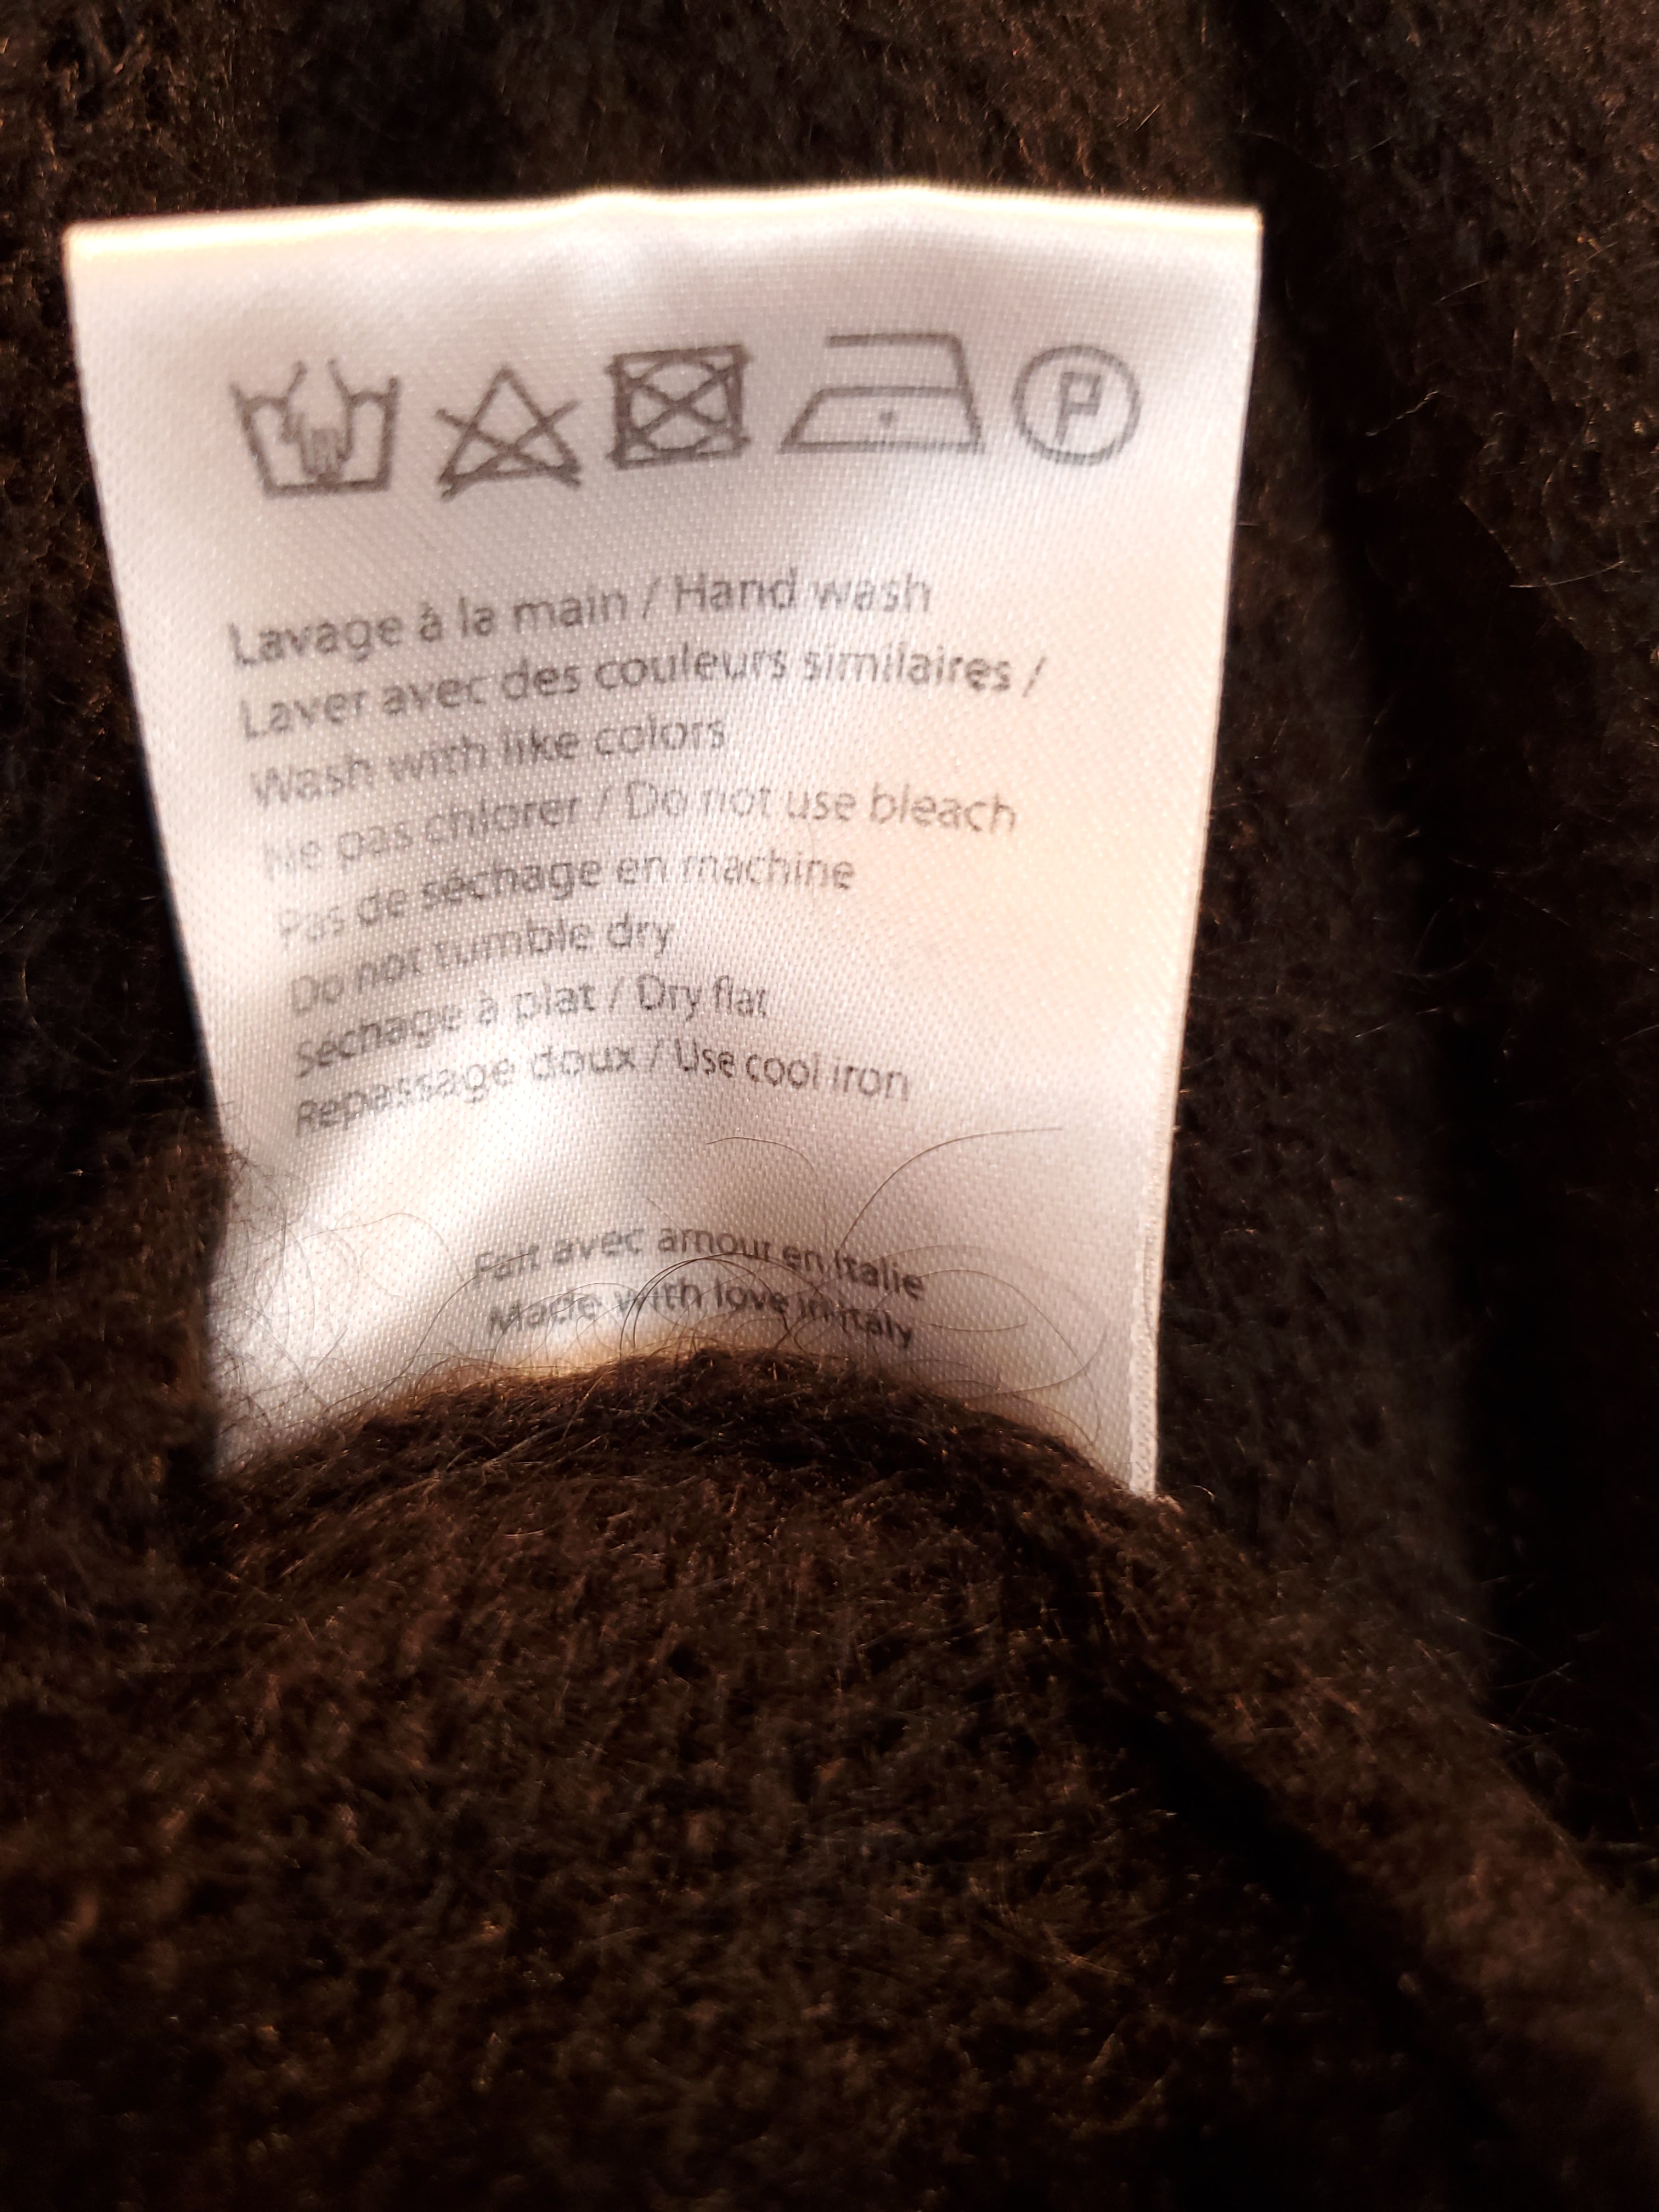 P
Lavage à la main / Hand wash
Laver avec des couleurs similaires /
Wash with like colors
Ne pas chlorer / Do not use bleach
Pas de séchage en machine
Do not tumble dry
Séchage à plat / Dry flat
Repassage doux / Use cool iron
Fait avec amour en Italie
Made with love in Italy